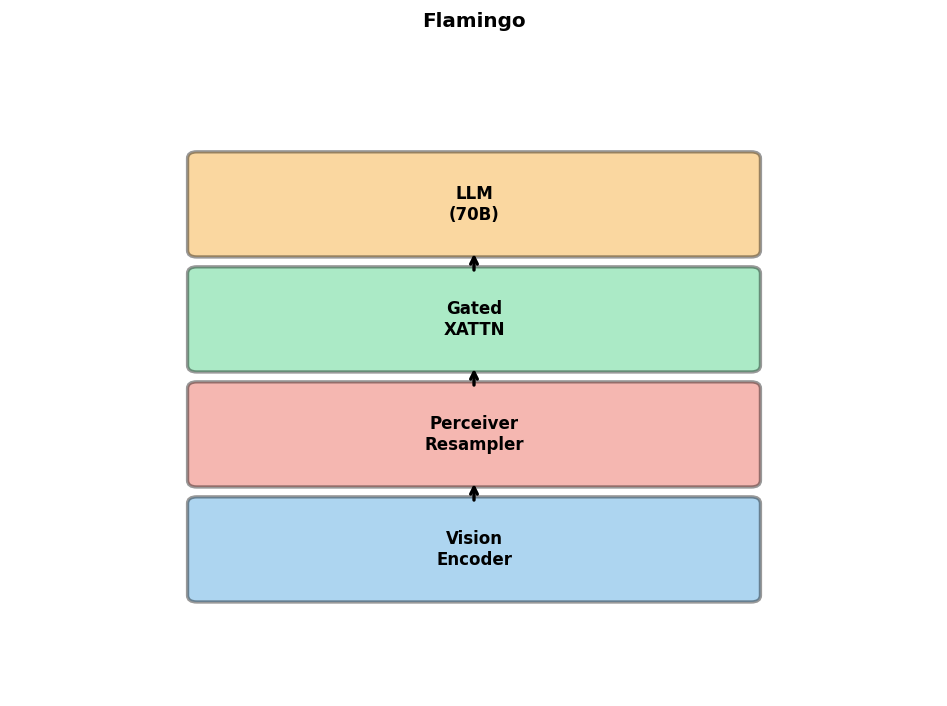 Flamingo
LLM
(70B)
Gated
XATTN
Perceiver
Resampler
Vision
Encoder